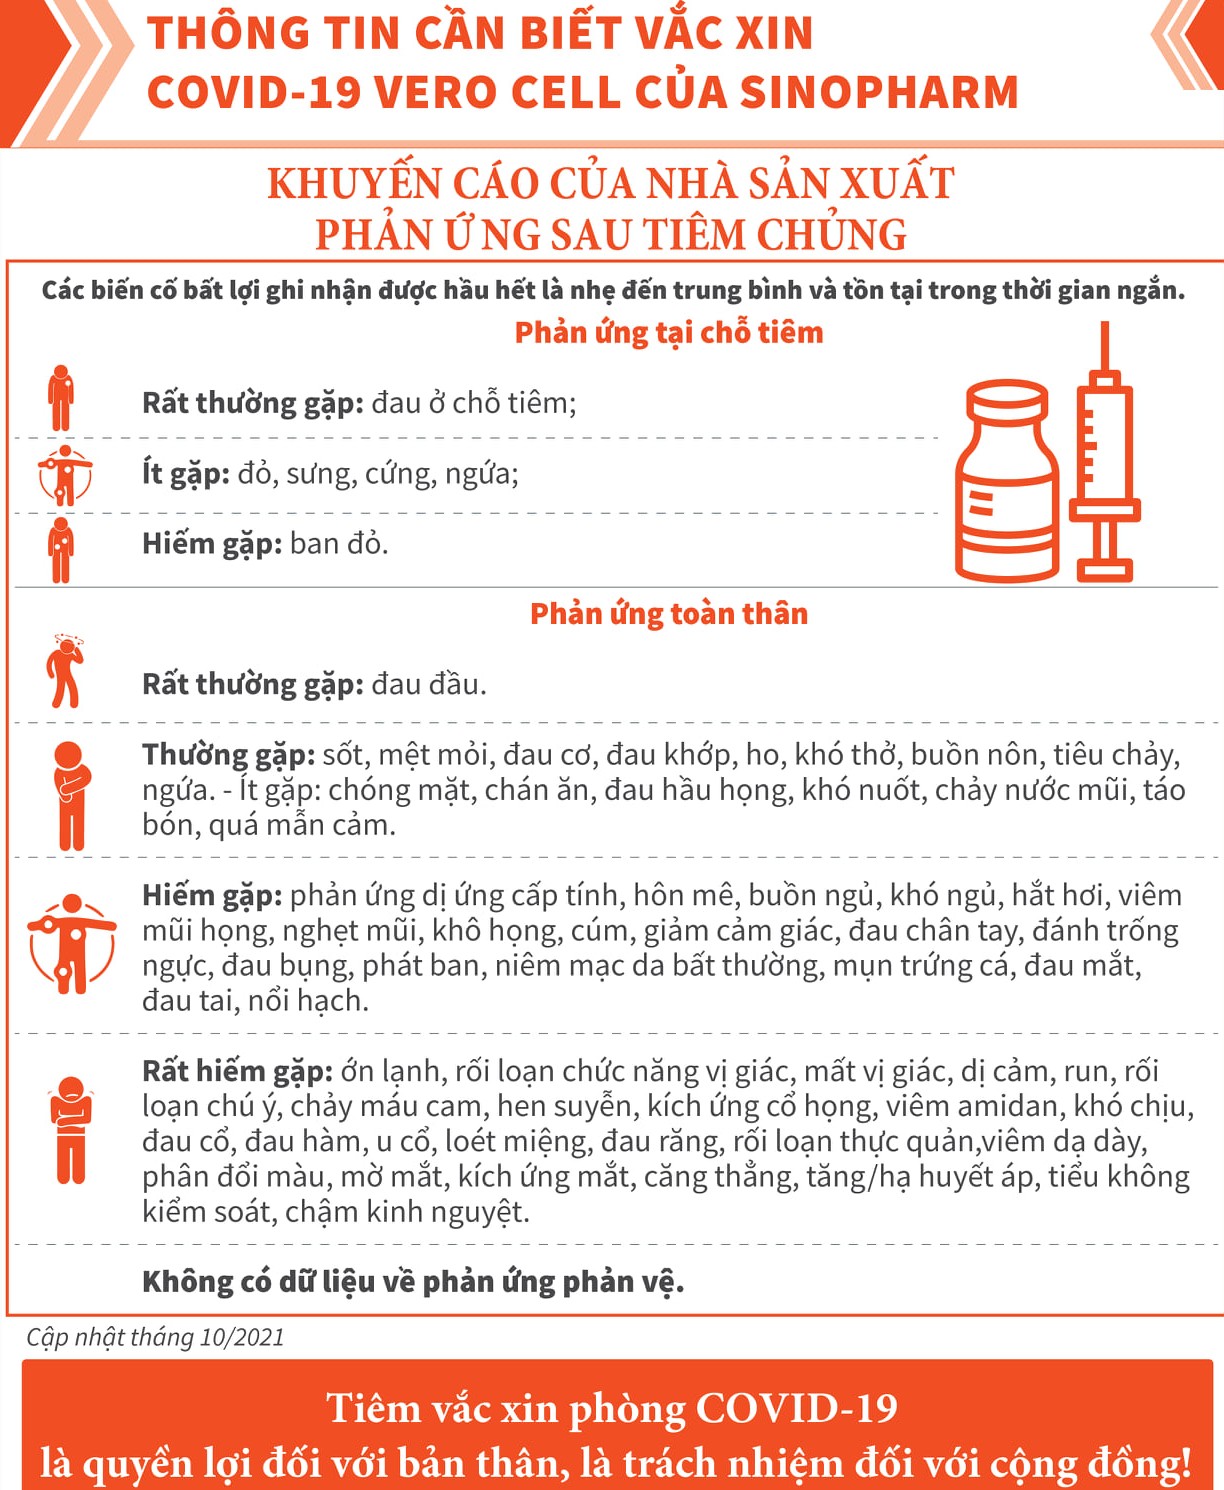 THÔNG TIN CẦN BIẾT VẮC XIN
COVID-19 VERO CELL CỦA SINOPHARM
KHUYẾN CÁO CỦA NHÀ SẢN XUẤT
PHẢN ỨNG SAU TIÊM CHỦNG
Các biến cố bất lợi ghi nhận được hầu hết là nhẹ đến trung bình và tồn tại trong thời gian ngắn.
Phản ứng tại chỗ tiêm
Rất thường gặp: đau ở chỗ tiêm;
Ít gặp: đỏ, sưng, cứng, ngứa;
Hiếm gặp: ban đỏ.
Phản ứng toàn thân
Rất thường gặp: đau đầu.
Thường gặp: sốt, mệt mỏi, đau cơ, đau khớp, ho, khó thở, buồn nôn, tiêu chảy,
ngứa. - Ít gặp: chóng mặt, chán ăn, đau hầu họng, khó nuốt, chảy nước mũi, táo
bón, quá mẫn cảm.
Hiếm gặp: phản ứng dị ứng cấp tính, hôn mê, buồn ngủ, khó ngủ, hắt hơi, viêm
mũi họng, nghẹt mũi, khô họng, cúm, giảm cảm giác, đau chân tay, đánh trống
ngực, đau bụng, phát ban, niêm mạc da bất thường, mụn trứng cá, đau mắt,
đau tai, nổi hạch.
Rất hiếm gặp: ớn lạnh, rối loạn chức năng vị giác, mất vị giác, dị cảm, run, rối
loạn chú ý, chảy máu cam, hen suyễn, kích ứng cổ họng, viêm amidan, khó chịu,
đau cổ, đau hàm, u cổ, loét miệng, đau răng, rối loạn thực quản,viêm dạ dày,
phân đổi màu, mờ mắt, kích ứng mắt, căng thẳng, tăng/hạ huyết áp, tiểu không
kiểm soát, chậm kinh nguyệt.
Không có dữ liệu về phản ứng phản vệ.
Cập nhật tháng 10/2021
Tiêm vắc xin phòng COVID-19
là quyền lợi đối với bản thân, là trách nhiệm đối với cộng đồng!